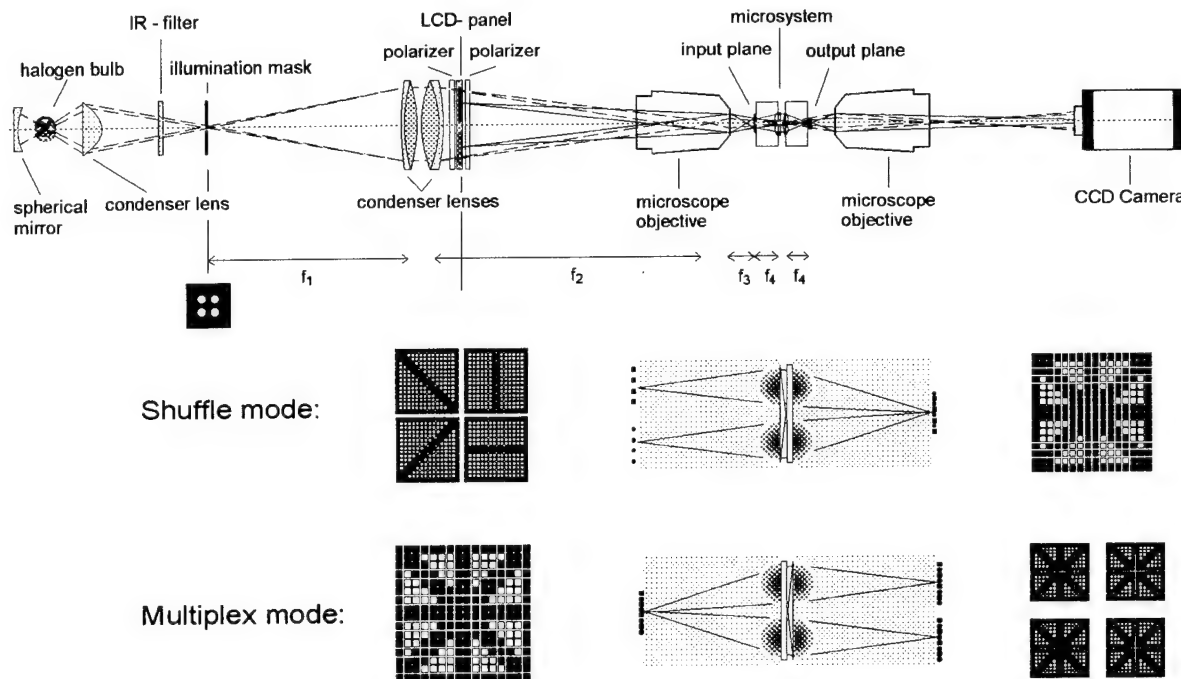 IR - filter
LCD- panel
microsystem
polarizer
polarizer
input plane
output plane
halogen bulb
illumination mask
spherical
mirror
condenser lens
condenser lenses
microscope
objective
microscope
objective
CCD Camera
f1
f2
f3
f4
f4
Shuffle mode:
Multiplex mode: